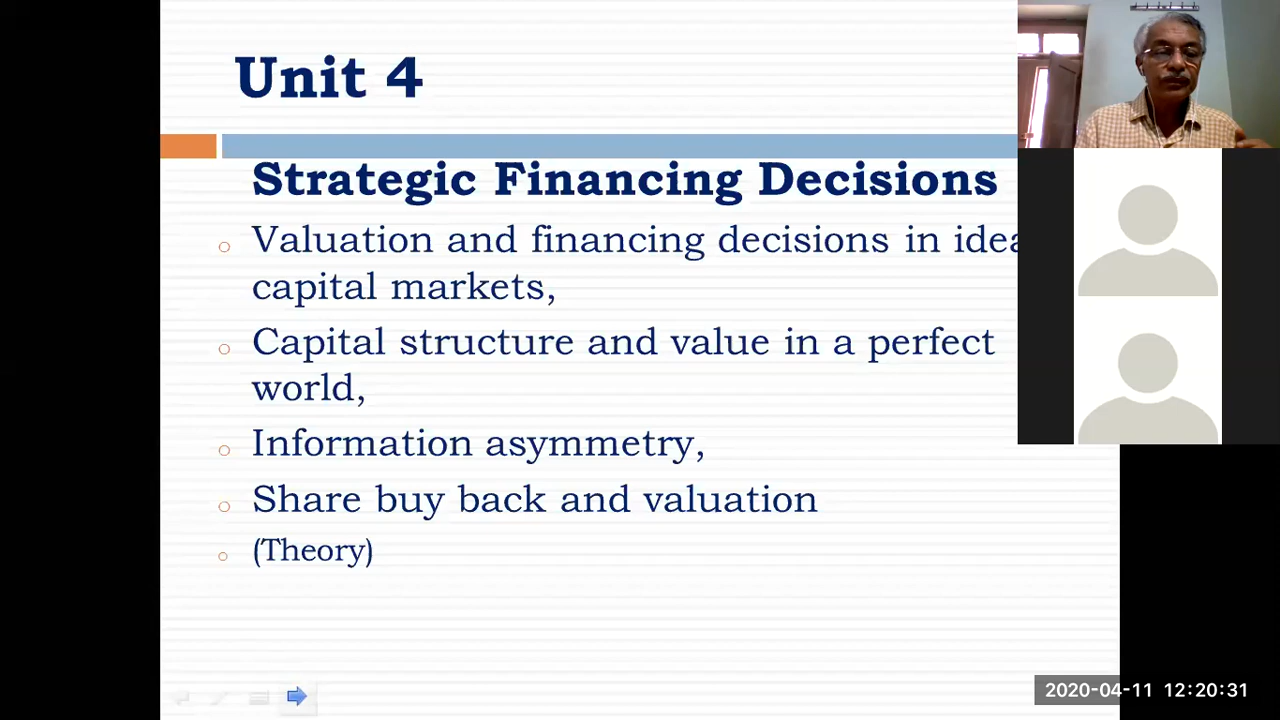 Unit 4
Strategic Financing Decisions
Valuation and financing decisions in
capital markets,
Capital structure and value in a perfect
world,
Information asymmetry,
Share buy back and valuation
(Theory)
2020-04-11 12:20:31